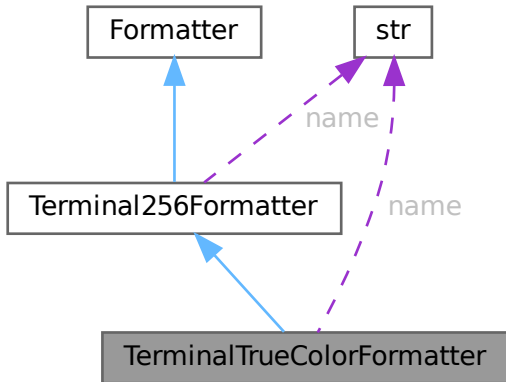 Formatter
str
name
Terminal256Formatter
name
TerminalTrueColorFormatter